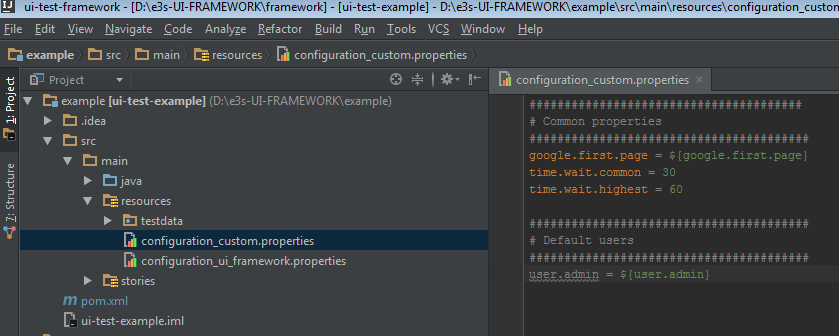 ui-test-framework - [D:\e3s-UI-FRAMEWORK\framework] - [ui-test-example] - D:\e3s-UI-FRAMEWORK\example\src\main\resources\configuration_custom
File Edit View Navigate Code Analyze Refactor Build Run Tools VCS Window Help
example src main resources configuration_custom.properties
1: Project
7: Structure
Project
example [ui-test-example] (D:\e3s-UI-FRAMEWORK\example)
.idea
src
main
java
resources
testdata
configuration_custom.properties
configuration_ui_framework.properties
stories
pom.xml
ui-test-example.iml
configuration_custom.properties
#######################################
# Common properties
########################################
google.first.page = ${google.first.page}
time.wait.common = 30
time.wait.highest = 60
########################################
# Default users
########################################
user.admin = ${user.admin}